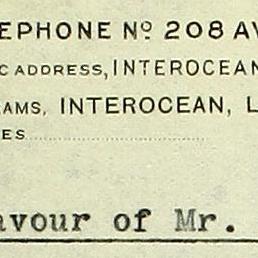 EPHONE Nº 208 AV
C ADDRESS, INTEROCEAN
AMS, INTEROCEAN, L
ES
avour of Mr.